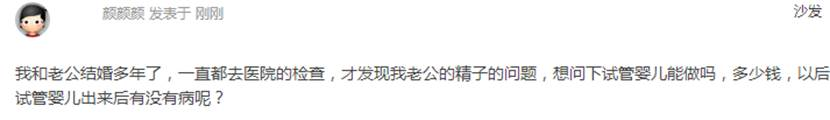 颜颜颜 发表于 刚刚 沙发
我和老公结婚多年了，一直都去医院的检查，才发现我老公的精子的问题，想问下试管婴儿能做吗，多少钱，以后
试管婴儿出来后有没有病呢？